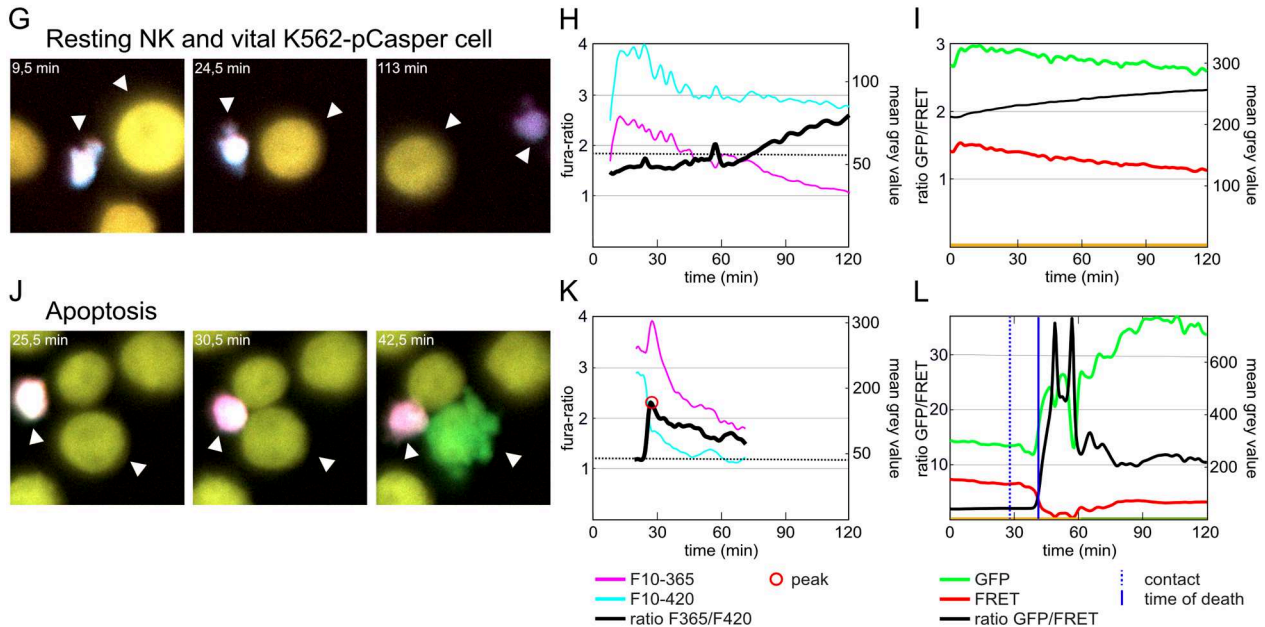 G
Resting NK and vital K562-pCasper cell
9,5 min
24,5 min
113 min
H
4
3
2
1
fura-ratio
100
50
mean grey value
0
30
60
90
120
time (min)
I
3
2
1
ratio GFP/FRET
300
200
100
mean grey value
0
30
60
90
120
time (min)
J
Apoptosis
25,5 min
30,5 min
42,5 min
K
4
3
2
1
fura-ratio
300
200
50
mean grey value
0
30
60
90
120
time (min)
F10-365
F10-420
ratio F365/F420
peak
L
30
20
10
ratio GFP/FRET
600
400
200
mean grey value
0
30
60
90
120
time (min)
GFP
FRET
ratio GFP/FRET
contact
time of death